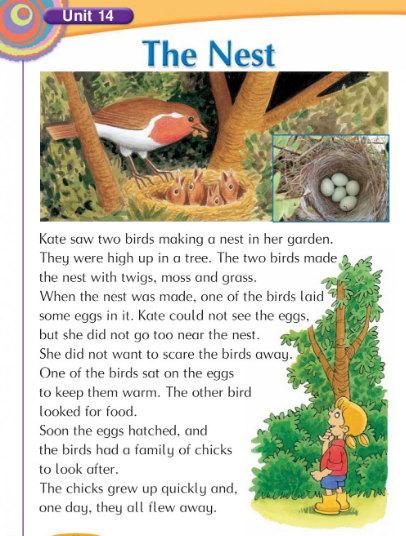 Unit 14
The Nest
Kate saw two birds making a nest in her garden.
They were high up in a tree. The two birds made
the nest with twigs, moss and grass.
When the nest was made, one of the birds laid
some eggs in it. Kate could not see the eggs,
but she did not go too near the nest.
She did not want to scare the birds away.
One of the birds sat on the eggs
to keep them warm. The other bird
looked for food.
Soon the eggs hatched, and
the birds had a family of chicks
to look after.
The chicks grew up quickly and,
one day, they all flew away.